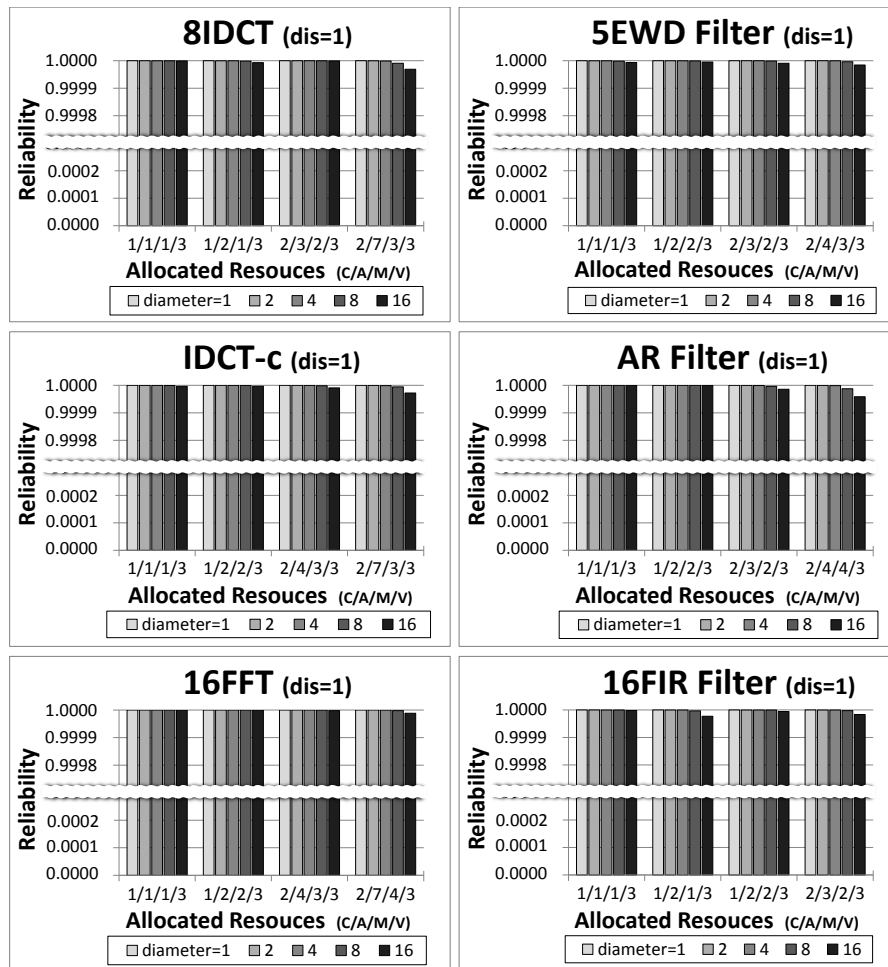 8IDCT (dis=1)
Reliability
1.0000
0.9999
0.9998
0.0002
0.0001
0.0000
1/1/1/3 1/2/1/3 2/3/2/3 2/7/3/3
Allocated Resouces (C/A/M/V)
diameter=1 2 4 8 16
5EWD Filter (dis=1)
Reliability
1.0000
0.9999
0.9998
0.0002
0.0001
0.0000
1/1/1/3 1/2/2/3 2/3/2/3 2/4/3/3
Allocated Resouces (C/A/M/V)
diameter=1 2 4 8 16
IDCT-c (dis=1)
Reliability
1.0000
0.9999
0.9998
0.0002
0.0001
0.0000
1/1/1/3 1/2/2/3 2/4/3/3 2/7/3/3
Allocated Resouces (C/A/M/V)
diameter=1 2 4 8 16
AR Filter (dis=1)
Reliability
1.0000
0.9999
0.9998
0.0002
0.0001
0.0000
1/1/1/3 1/2/2/3 2/3/2/3 2/4/4/3
Allocated Resouces (C/A/M/V)
diameter=1 2 4 8 16
16FFT (dis=1)
Reliability
1.0000
0.9999
0.9998
0.0002
0.0001
0.0000
1/1/1/3 1/2/2/3 2/4/3/3 2/7/4/3
Allocated Resouces (C/A/M/V)
diameter=1 2 4 8 16
16FIR Filter (dis=1)
Reliability
1.0000
0.9999
0.9998
0.0002
0.0001
0.0000
1/1/1/3 1/2/1/3 1/2/2/3 2/3/2/3
Allocated Resouces (C/A/M/V)
diameter=1 2 4 8 16